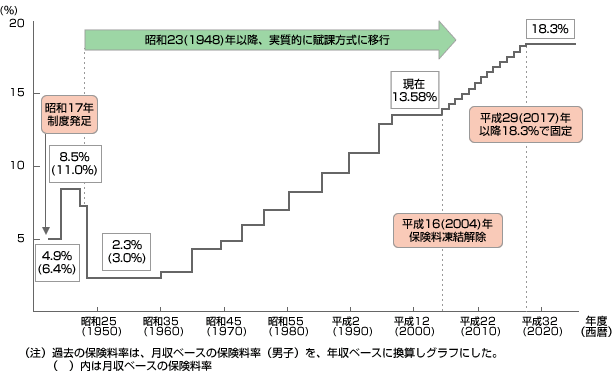 (%)
20
15
10
5
昭和23(1948)年以降、実質的に賦課方式に移行
18.3%
現在
13.58%
昭和17年
制度発足
平成29(2017)年
以降18.3%で固定
8.5%
(11.0%)
平成16(2004)年
保険料凍結解除
2.3%
(3.0%)
4.9%
(6.4%)
昭和25
(1950)
昭和35
(1960)
昭和45
(1970)
昭和55
(1980)
平成2
(1990)
平成12
(2000)
平成22
(2010)
平成32
(2020)
年度
(西暦)
（注）過去の保険料率は、月収ベースの保険料率（男子）を、年収ベースに換算しグラフにした。
（　）内は月収ベースの保険料率